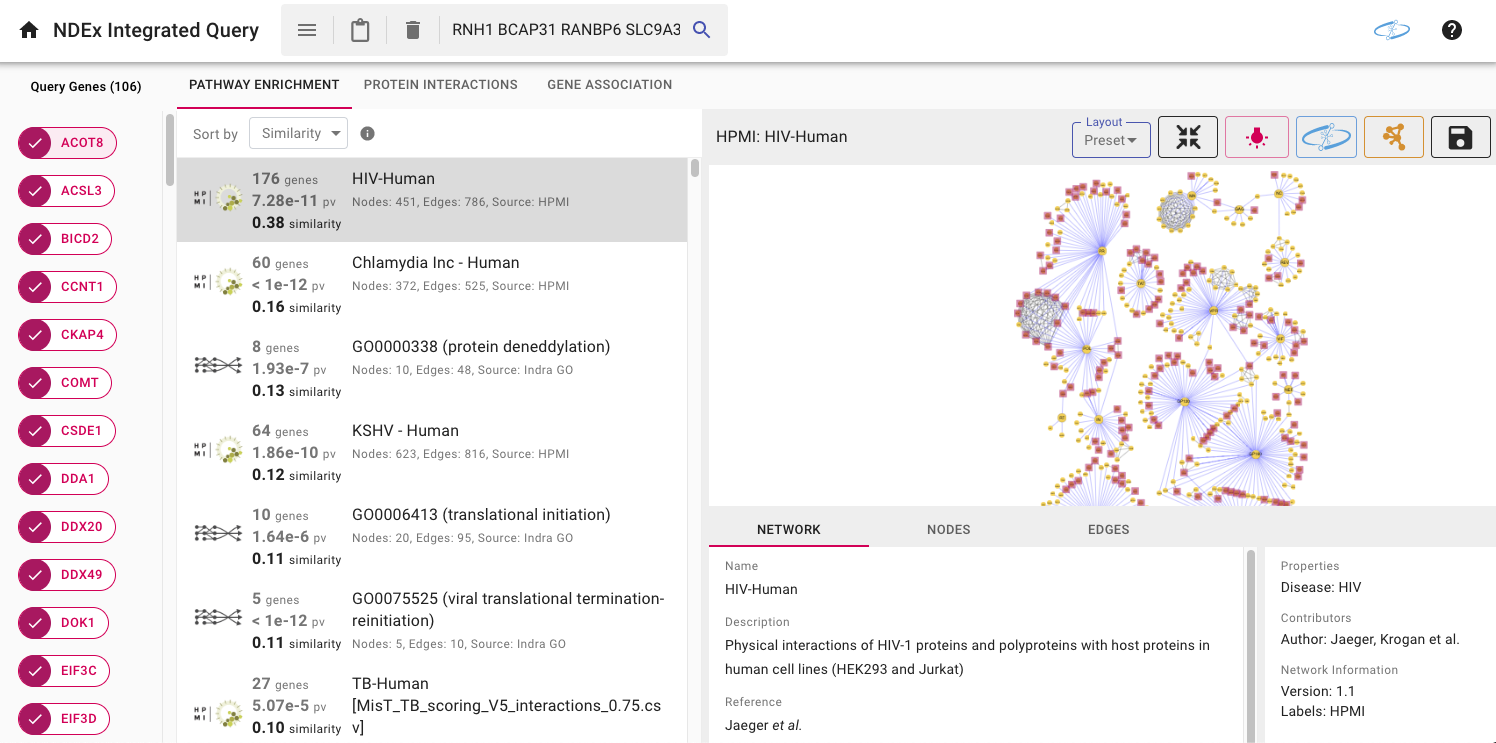 NDEx Integrated Query
RNH1 BCAP31 RANBP6 SLC9A3
Query Genes (106)
ACOT8
ACSL3
BICD2
CCNT1
CKAP4
COMT
CSDE1
DDA1
DDX20
DDX49
DOK1
EIF3C
EIF3D
PATHWAY ENRICHMENT PROTEIN INTERACTIONS GENE ASSOCIATION
Sort by Similarity
HPMI
176 genes
7.28e-11 pv
0.38 similarity
HIV-Human
Nodes: 451, Edges: 786, Source: HPMI
HPMI
60 genes
< 1e-12 pv
0.16 similarity
Chlamydia Inc - Human
Nodes: 372, Edges: 525, Source: HPMI
8 genes
1.93e-7 pv
0.13 similarity
GO0000338 (protein deneddylation)
Nodes: 10, Edges: 48, Source: Indra GO
HPMI
64 genes
1.86e-10 pv
0.12 similarity
KSHV - Human
Nodes: 623, Edges: 816, Source: HPMI
10 genes
1.64e-6 pv
0.11 similarity
GO0006413 (translational initiation)
Nodes: 20, Edges: 95, Source: Indra GO
5 genes
< 1e-12 pv
0.11 similarity
GO0075525 (viral translational termination-
reinitiation)
Nodes: 5, Edges: 10, Source: Indra GO
HPMI
27 genes
5.07e-5 pv
0.10 similarity
TB-Human
[MisT_TB_scoring_V5_interactions_0.75.cs
v]
HPMI: HIV-Human
Layout
Preset
NETWORK NODES EDGES
Name
HIV-Human
Description
Physical interactions of HIV-1 proteins and polyproteins with host proteins in
human cell lines (HEK293 and Jurkat)
Reference
Jaeger et al.
Properties
Disease: HIV
Contributors
Author: Jaeger, Krogan et al.
Network Information
Version: 1.1
Labels: HPMI